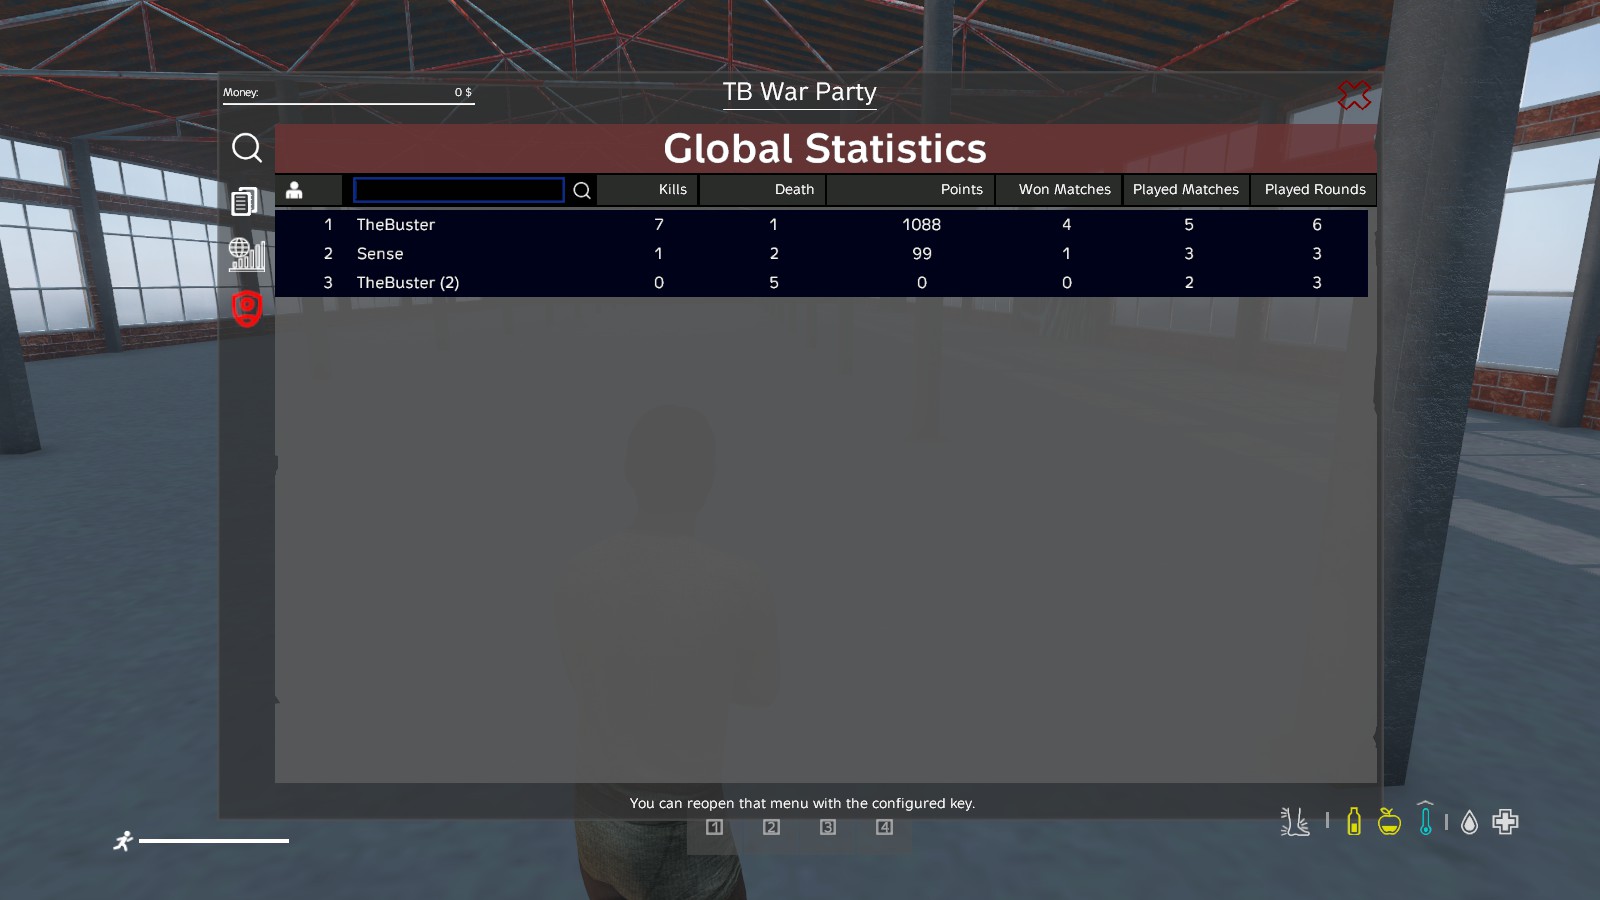 Money: 0 $
TB War Party
Global Statistics
Kills Death Points Won Matches Played Matches Played Rounds
1 TheBuster 7 1 1088 4 5 6
2 Sense 1 2 99 1 3 3
3 TheBuster (2) 0 5 0 0 2 3
You can reopen that menu with the configured key.
1 2 3 4